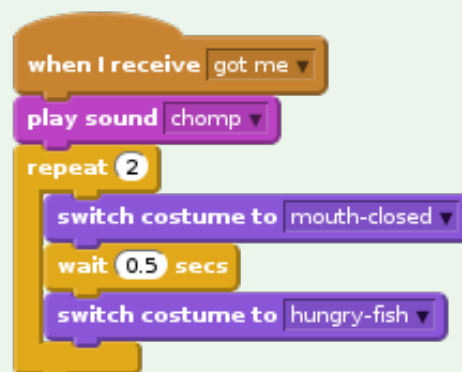 when I receive got me
play sound chomp
repeat 2
switch costume to mouth-closed
wait 0.5 secs
switch costume to hungry-fish